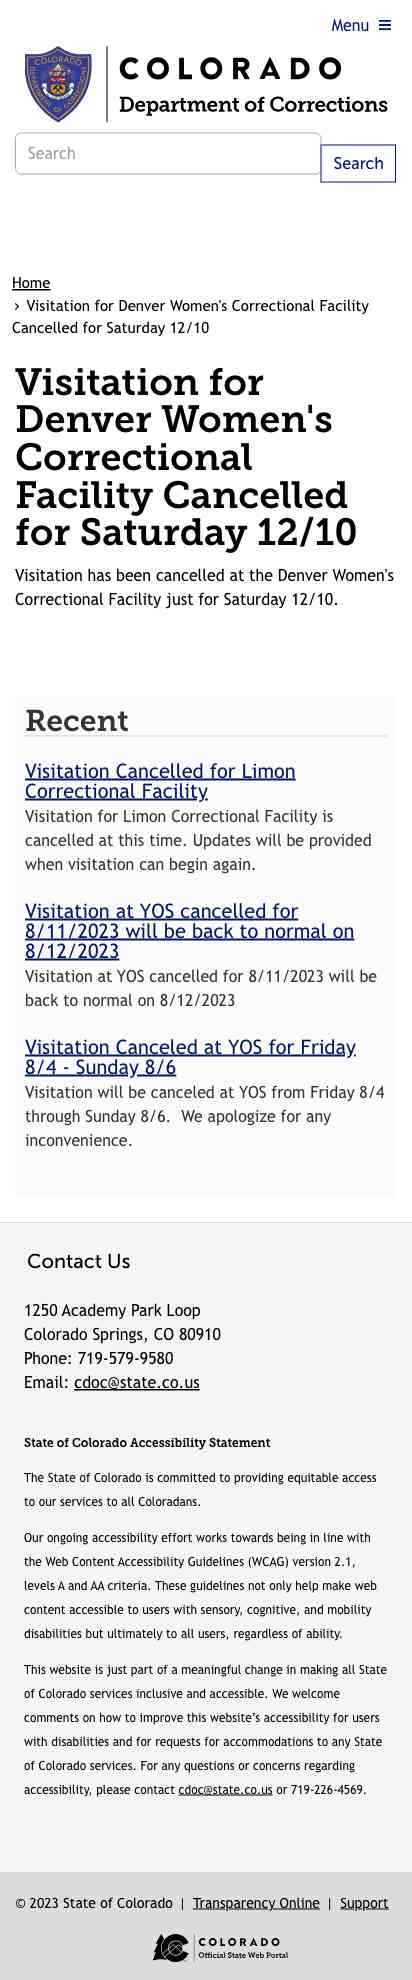 Menu
COLORADO
COLORADO
Department of Corrections
Search
Search
Home
› Visitation for Denver Women's Correctional Facility
Cancelled for Saturday 12/10
Visitation for
Denver Women's
Correctional
Facility Cancelled
for Saturday 12/10
Visitation has been cancelled at the Denver Women's
Correctional Facility just for Saturday 12/10.
Recent
Visitation Cancelled for Limon
Correctional Facility
Visitation for Limon Correctional Facility is
cancelled at this time. Updates will be provided
when visitation can begin again.
Visitation at YOS cancelled for
8/11/2023 will be back to normal on
8/12/2023
Visitation at YOS cancelled for 8/11/2023 will be
back to normal on 8/12/2023
Visitation Canceled at YOS for Friday
8/4 - Sunday 8/6
Visitation will be canceled at YOS from Friday 8/4
through Sunday 8/6.  We apologize for any
inconvenience.
Contact Us
1250 Academy Park Loop
Colorado Springs, CO 80910
Phone: 719-579-9580
Email: cdoc@state.co.us
State of Colorado Accessibility Statement
The State of Colorado is committed to providing equitable access
to our services to all Coloradans.
Our ongoing accessibility effort works towards being in line with
the Web Content Accessibility Guidelines (WCAG) version 2.1,
levels A and AA criteria. These guidelines not only help make web
content accessible to users with sensory, cognitive, and mobility
disabilities but ultimately to all users, regardless of ability.
This website is just part of a meaningful change in making all State
of Colorado services inclusive and accessible. We welcome
comments on how to improve this website’s accessibility for users
with disabilities and for requests for accommodations to any State
of Colorado services. For any questions or concerns regarding
accessibility, please contact cdoc@state.co.us or 719-226-4569.
© 2023 State of Colorado | Transparency Online | Support
COLORADO
Official State Web Portal